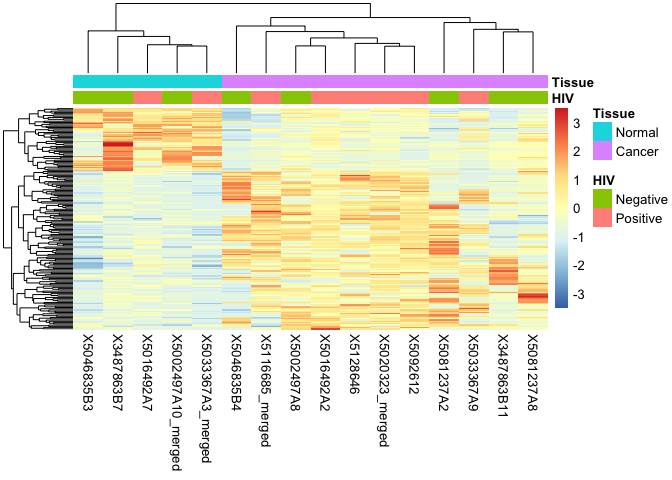 Tissue
HIV
3
2
1
0
-1
-2
-3
Tissue
Normal
Cancer
HIV
Negative
Positive
X5046835B3
X3487863B7
X5016492A7
X5002497A10_merged
X5033367A3_merged
X5046835B4
X5116685_merged
X5002497A8
X5016492A2
X5128646
X5020323_merged
X5092612
X5081237A2
X5033367A9
X3487863B11
X5081237A8